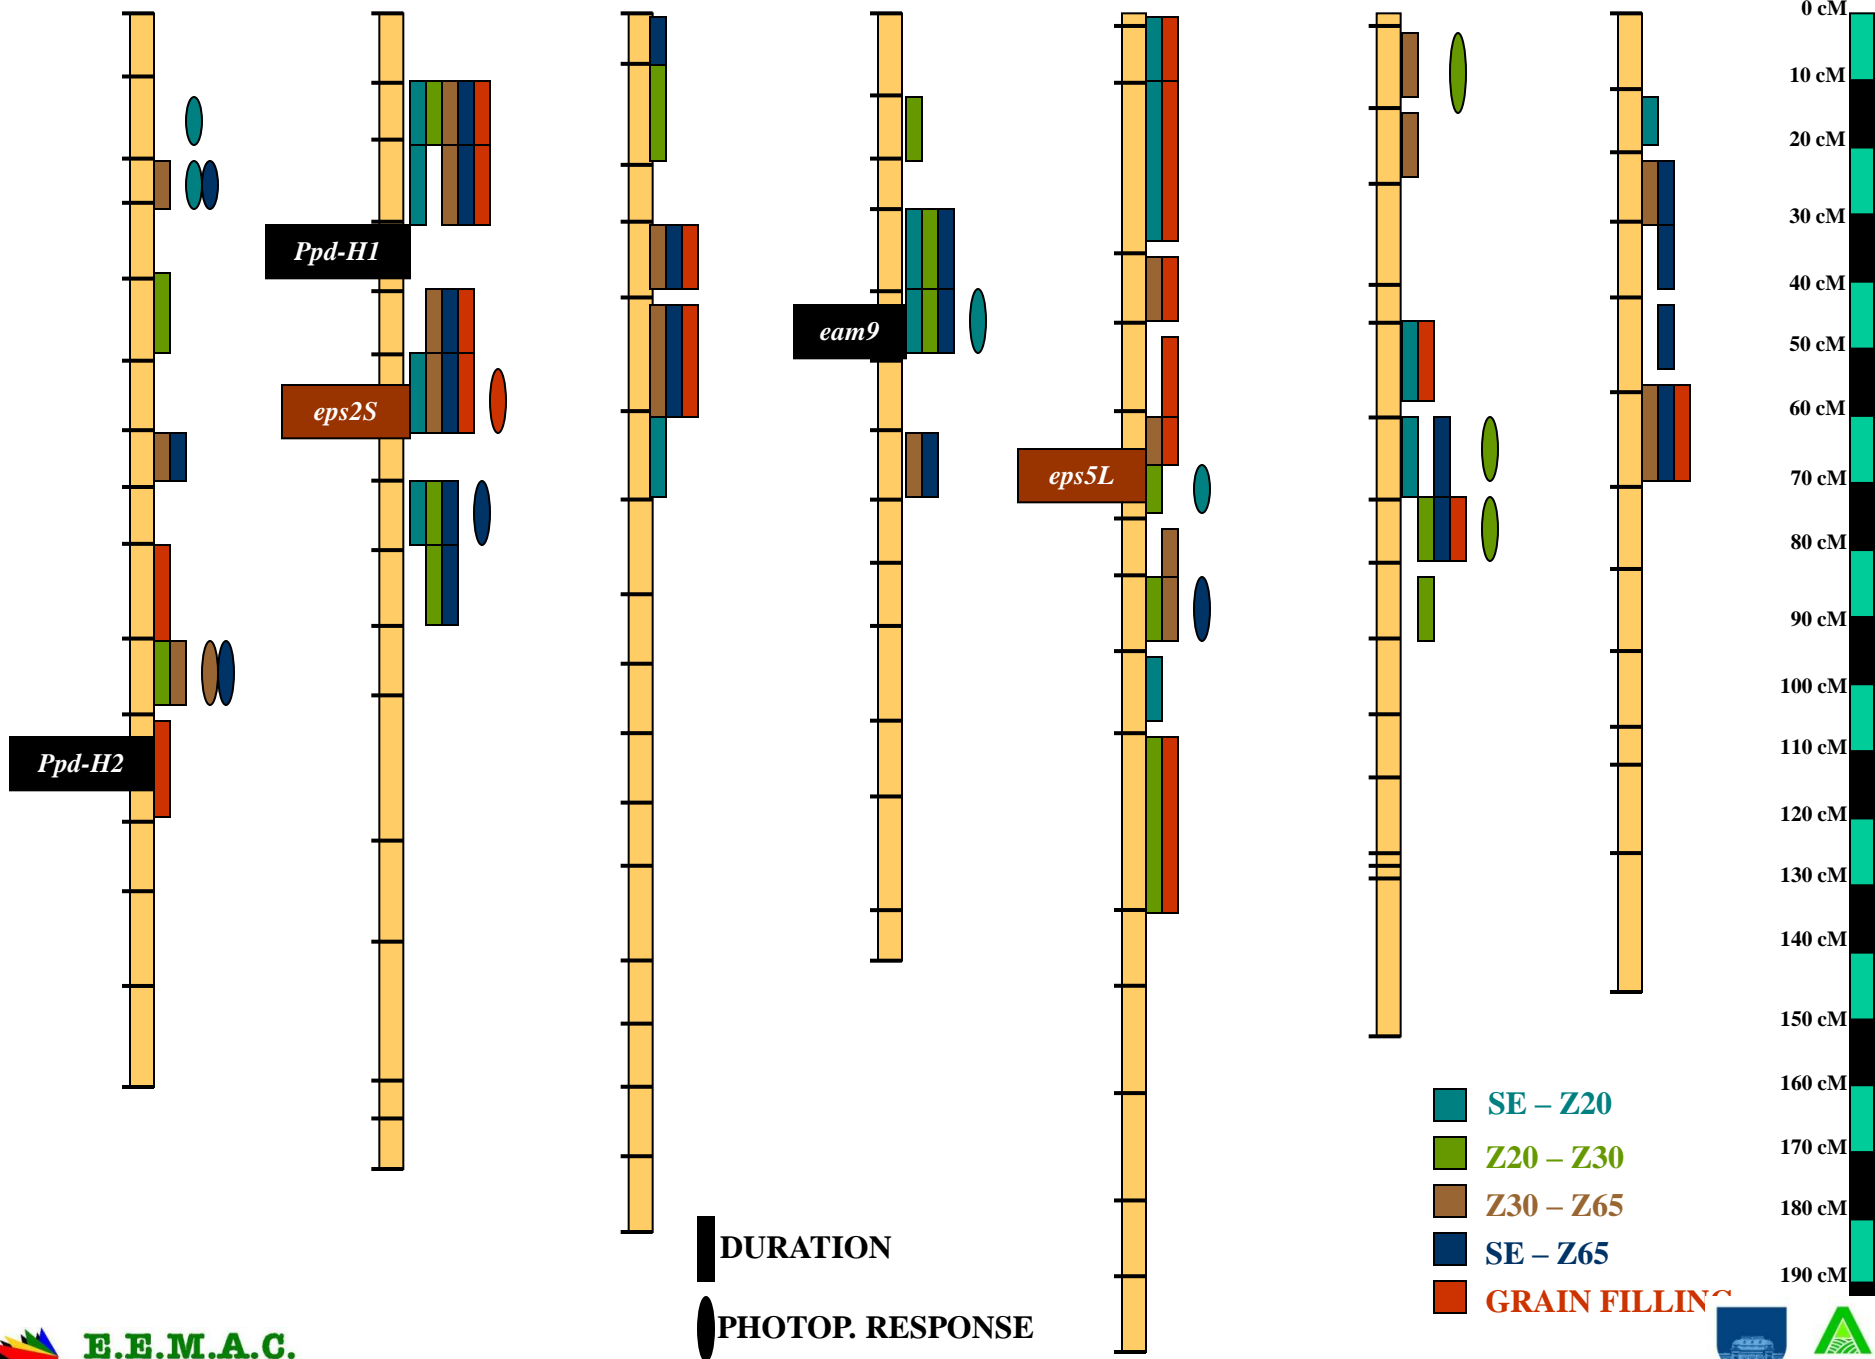 0 cM
10 cM
20 cM
30 cM
40 cM
50 cM
60 cM
70 cM
80 cM
90 cM
100 cM
110 cM
120 cM
130 cM
140 cM
150 cM
160 cM
170 cM
180 cM
190 cM
Ppd-H1
eam9
eps2S
eps5L
Ppd-H2
SE – Z20
Z20 – Z30
Z30 – Z65
SE – Z65
GRAIN FILLING
DURATION
PHOTOP. RESPONSE
E.E.M.A.C.